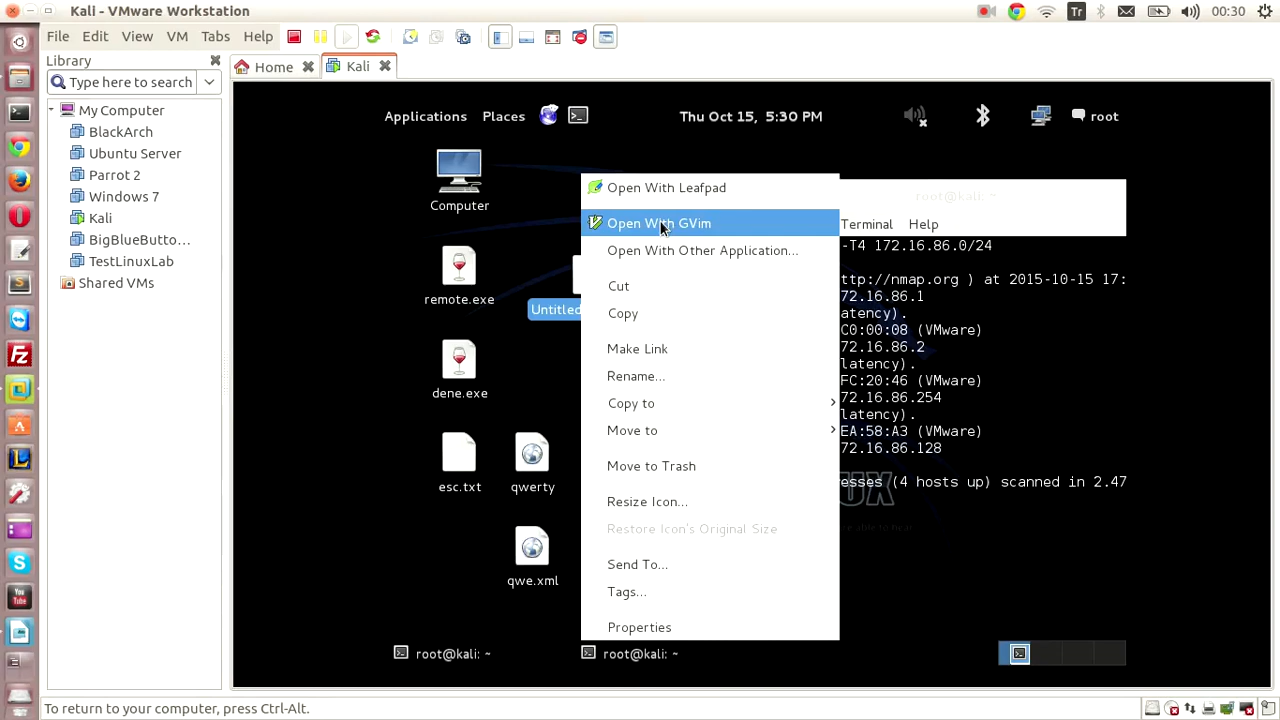 Kali - VMware Workstation
Tr
00:30
File Edit View VM Tabs Help
Library
Type here to search
My Computer
BlackArch
Ubuntu Server
Parrot 2
Windows 7
Kali
BigBlueButto...
TestLinuxLab
Shared VMs
Home
Kali
Applications Places
Thu Oct 15, 5:30 PM
root
Computer
remote.exe
dene.exe
esc.txt
qwerty
qwe.xml
Untitled
Open With Leafpad
Open With GVim
Open With Other Application...
Cut
Copy
Make Link
Rename...
Copy to
Move to
Move to Trash
Resize Icon...
Restore Icon's Original Size
Send To...
Tags...
Properties
root@kali: ~
Terminal Help
-T4 172.16.86.0/24
ttp://nmap.org ) at 2015-10-15 17:
72.16.86.1
atency).
C0:00:08 (VMware)
72.16.86.2
latency).
FC:20:46 (VMware)
72.16.86.254
atency).
EA:58:A3 (VMware)
72.16.86.128
esses (4 hosts up) scanned in 2.47
UX
root@kali: ~
root@kali: ~
To return to your computer, press Ctrl-Alt.